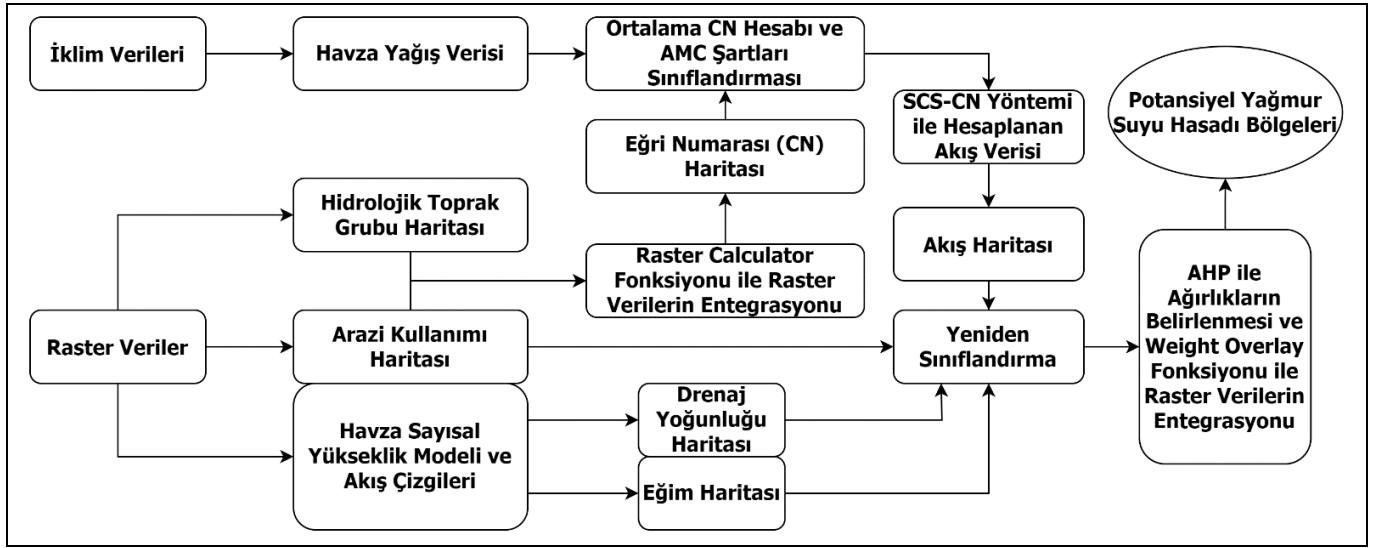 İklim Verileri
Havza Yağış Verisi
Ortalama CN Hesabı ve
AMC Şartları
Sınıflandırması
SCS-CN Yöntemi
ile Hesaplanan
Akış Verisi
Potansiyel Yağmur
Suyu Hasadı Bölgeleri
Eğri Numarası (CN)
Haritası
Hidrolojik Toprak
Grubu Haritası
Raster Calculator
Fonksiyonu ile Raster
Verilerin Entegrasyonu
Akış Haritası
Raster Veriler
Arazi Kullanımı
Haritası
Yeniden
Sınıflandırma
AHP ile
Ağırlıkların
Belirlenmesi ve
Weight Overlay
Fonksiyonu ile
Raster Verilerin
Entegrasyonu
Havza Sayısal
Yükseklik Modeli ve
Akış Çizgileri
Drenaj
Yoğunluğu
Haritası
Eğim Haritası